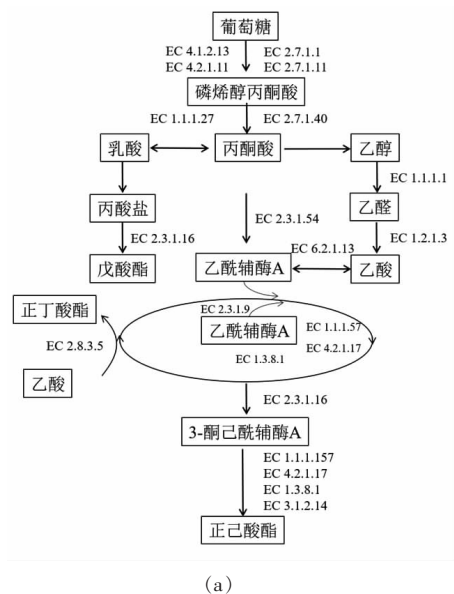 葡萄糖
EC 4.1.2.13 EC 2.7.1.1
EC 4.2.1.11 EC 2.7.1.11
磷烯醇丙酮酸
EC 1.1.1.27 EC 2.7.1.40
乳酸 丙酮酸 乙醇
EC 1.1.1.1
丙酸盐 乙醛
EC 2.3.1.54
EC 2.3.1.16 EC 6.2.1.13 EC 1.2.1.3
戊酸酯 乙酰辅酶A 乙酸
正丁酸酯 EC 2.3.1.9
乙酰辅酶A EC 1.1.1.57
EC 2.8.3.5 EC 4.2.1.17
EC 1.3.8.1
乙酸
EC 2.3.1.16
3-酮己酰辅酶A
EC 1.1.1.157
EC 4.2.1.17
EC 1.3.8.1
EC 3.1.2.14
正己酸酯
(a)